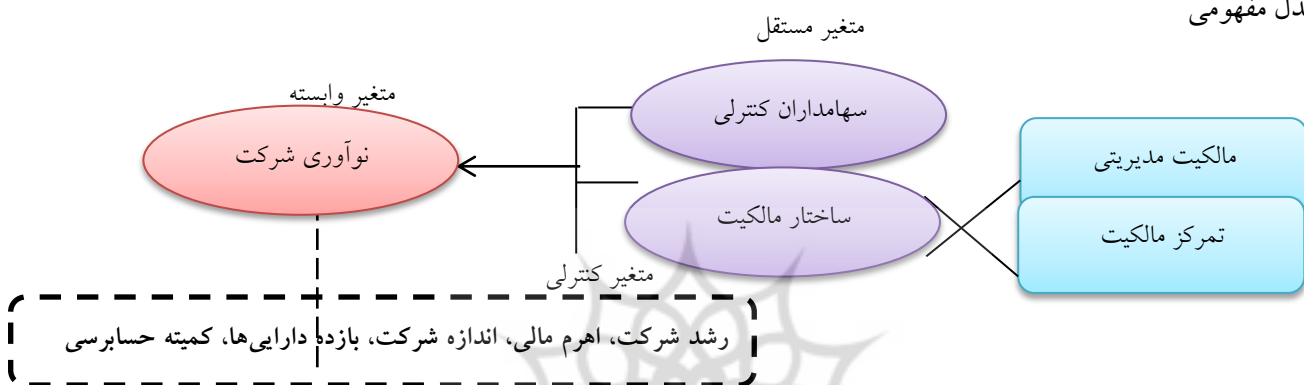 مدل مفهومی
متغیر مستقل
متغیر وابسته
سهامداران کنترلی
نوآوری شرکت
مالکیت مدیریتی
ساختار مالکیت
تمرکز مالکیت
متغیر کنترلی
رشد شرکت، اهرم مالی، اندازه شرکت، بازده دارایی‌ها، کمیته حسابرسی